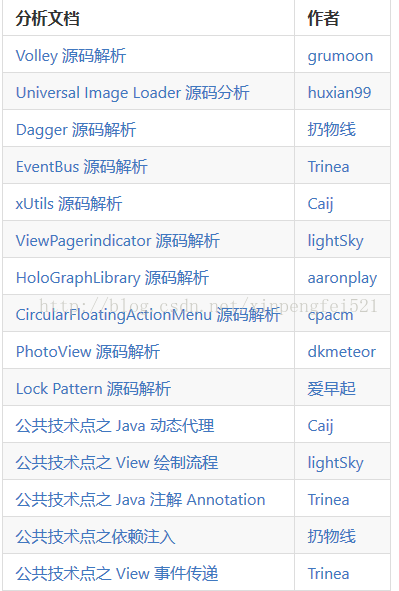 分析文档 作者
Volley 源码解析 grumoon
Universal Image Loader 源码分析 huxian99
Dagger 源码解析 扔物线
EventBus 源码解析 Trinea
xUtils 源码解析 Caij
ViewPagerindicator 源码解析 lightSky
HoloGraphLibrary 源码解析 aaronplay
http://blog.csdn.net/xinpengfei521
CircularFloatingActionMenu 源码解析 cpacm
PhotoView 源码解析 dkmeteor
Lock Pattern 源码解析 爱早起
公共技术点之 Java 动态代理 Caij
公共技术点之 View 绘制流程 lightSky
公共技术点之 Java 注解 Annotation Trinea
公共技术点之依赖注入 扔物线
公共技术点之 View 事件传递 Trinea